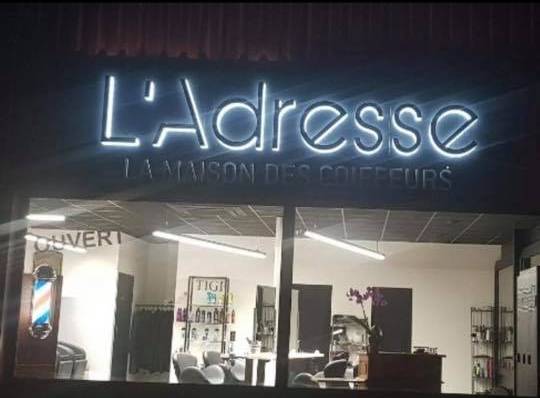 L'Adresse
LA MAISON DES COIFFEURS
OUVERT
TIGI